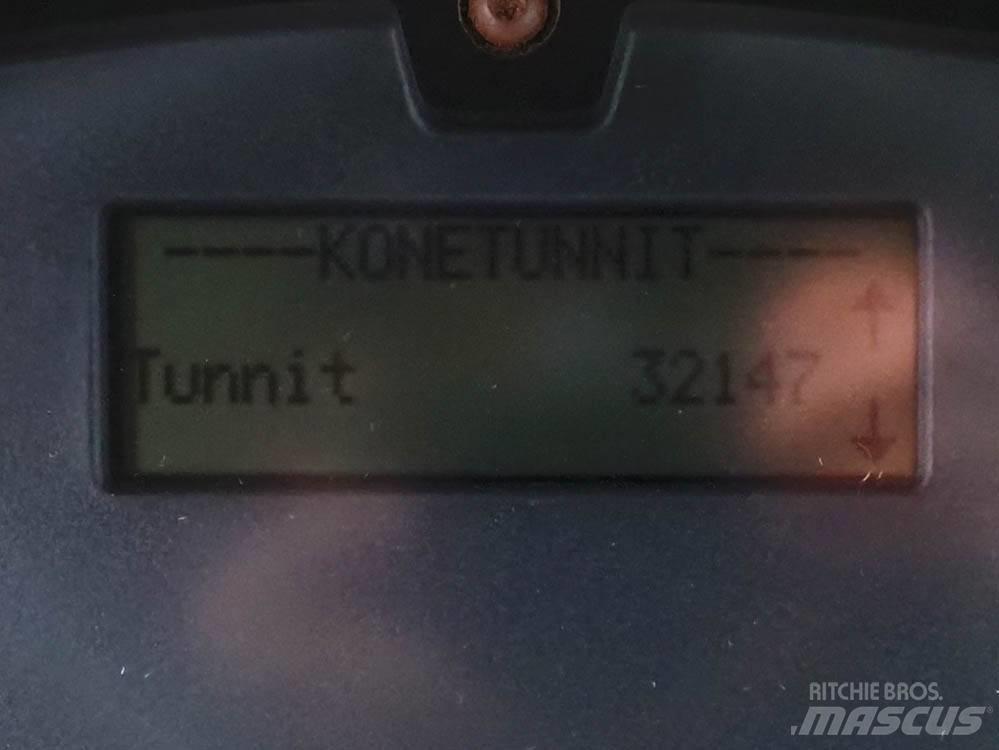 ----KONETUNNIT----
↑
Tunnit 32147
↓
RITCHIE BROS.
MASCUS